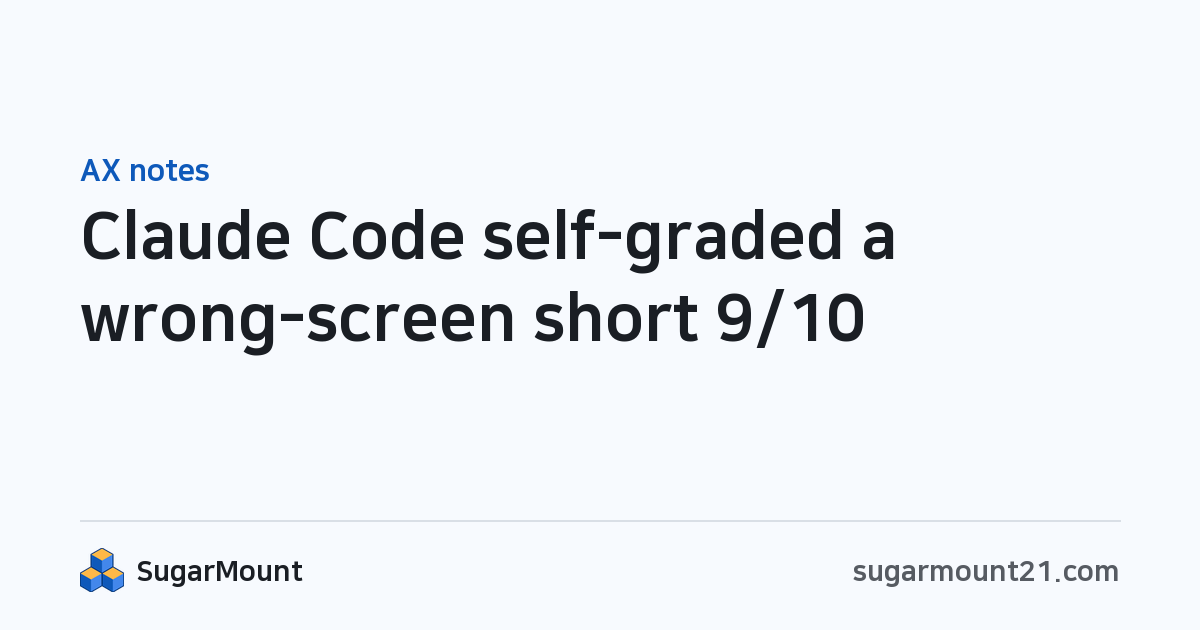 AX notes
Claude Code self-graded a
wrong-screen short 9/10
SugarMount
sugarmount21.com